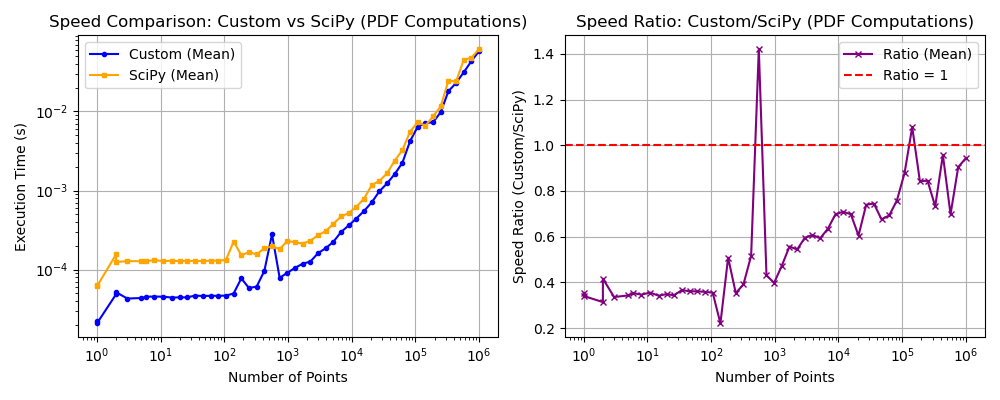 Speed Comparison: Custom vs SciPy (PDF Computations)
Custom (Mean)
SciPy (Mean)
Execution Time (s)
10⁻²
10⁻³
10⁻⁴
10⁰ 10¹ 10² 10³ 10⁴ 10⁵ 10⁶
Number of Points
Speed Ratio: Custom/SciPy (PDF Computations)
Ratio (Mean)
Ratio = 1
Speed Ratio (Custom/SciPy)
1.4
1.2
1.0
0.8
0.6
0.4
0.2
10⁰ 10¹ 10² 10³ 10⁴ 10⁵ 10⁶
Number of Points